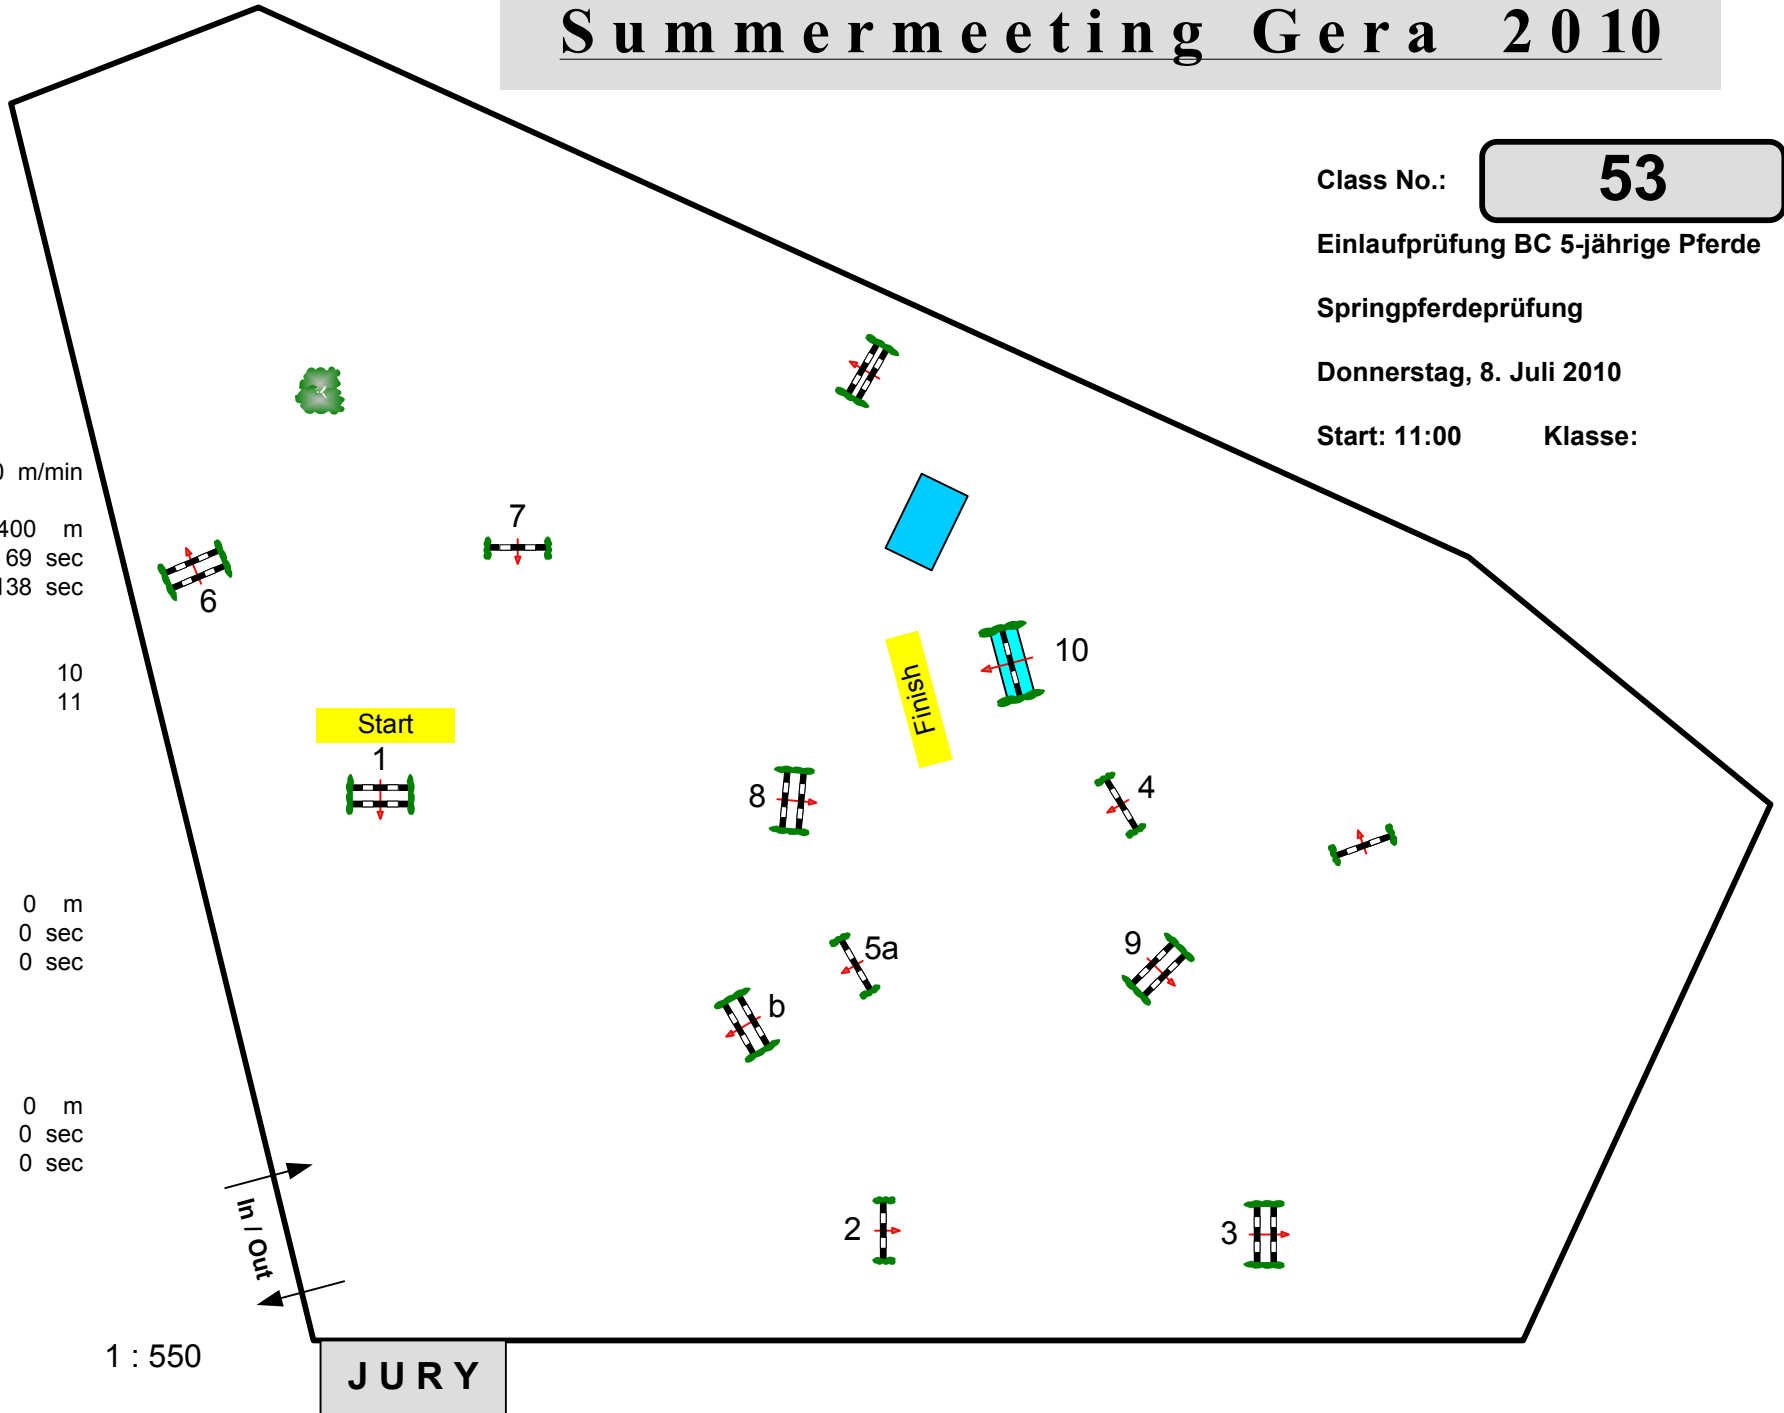 Summermeeting Gera 2010
Class No.: 53
Einlaufprüfung BC 5-jährige Pferde
Springpferdeprüfung
Donnerstag, 8. Juli 2010
Start: 11:00 Klasse:
0 m/min
400 m
69 sec
138 sec
10
11
0 m
0 sec
0 sec
0 m
0 sec
0 sec
7
6
10
Finish
Start
1
8
4
5a
9
b
2
3
In / Out
1 : 550
JURY